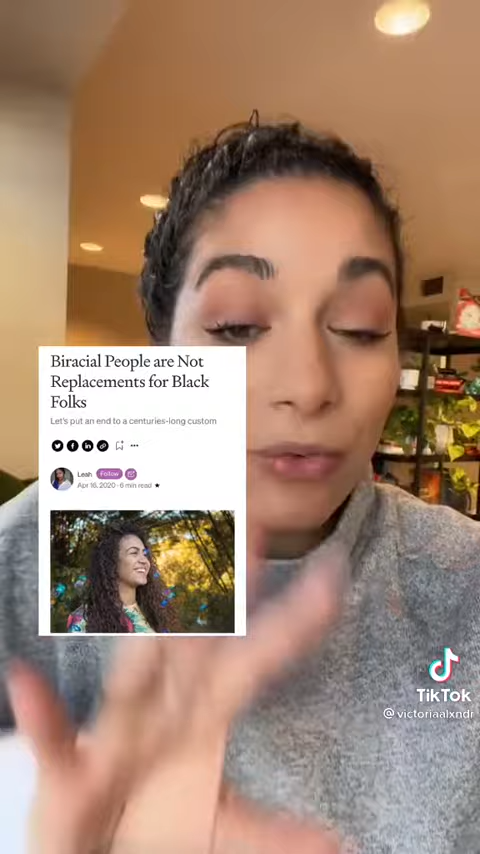 Biracial People are Not
Replacements for Black
Folks
Let's put an end to a centuries-long custom
Leah Follow
Apr 16, 2020 · 6 min read ★
TikTok
@victoriaalxndr